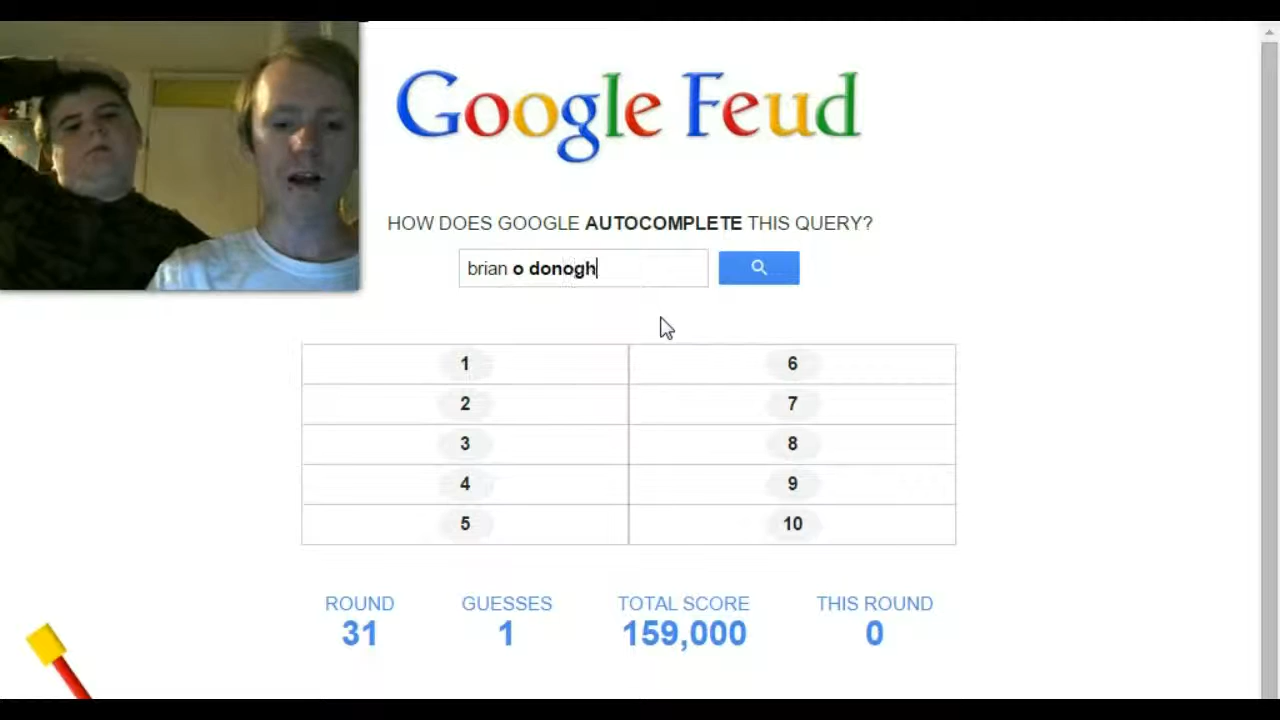 Google Feud
HOW DOES GOOGLE AUTOCOMPLETE THIS QUERY?
brian o donogh
1 6
2 7
3 8
4 9
5 10
ROUND GUESSES TOTAL SCORE THIS ROUND
31 1 159,000 0